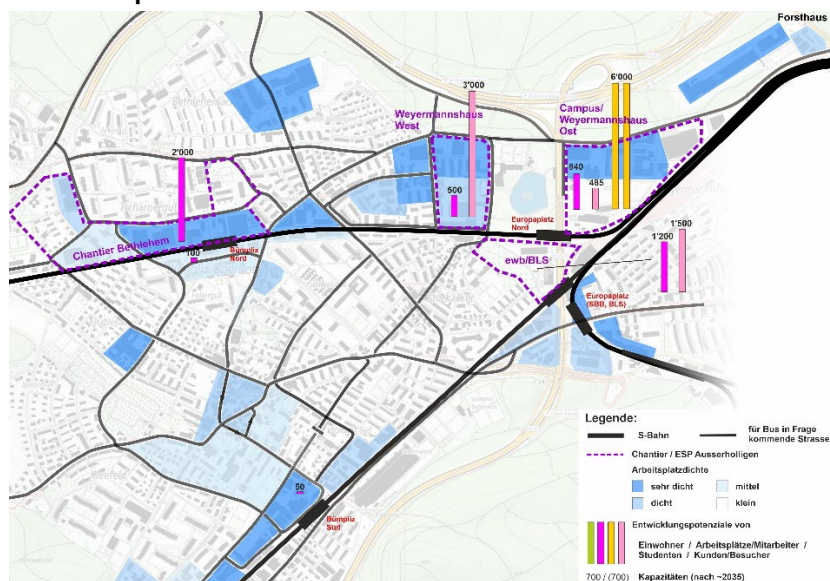 Forsthaus
6'000
3'000
Weyermannshaus
West
Campus/
Weyermannshaus
Ost
2'000
840
485
500
Chantier Bethlehem
100
Bümpliz
Nord
Europaplatz
Nord
ewb/BLS
1'500
1'200
Europaplatz
(SBB, BLS)
50
Bümpliz
Süd
Legende:
S-Bahn
für Bus in Frage
kommende Strasse
Chantier / ESP Ausserholligen
Arbeitsplatzdichte
sehr dicht
mittel
dicht
klein
Entwicklungspotenziale von
Einwohner / Arbeitsplätze/Mitarbeiter /
Studenten / Kunden/Besucher
700 / (700) Kapazitäten (nach ~2035)